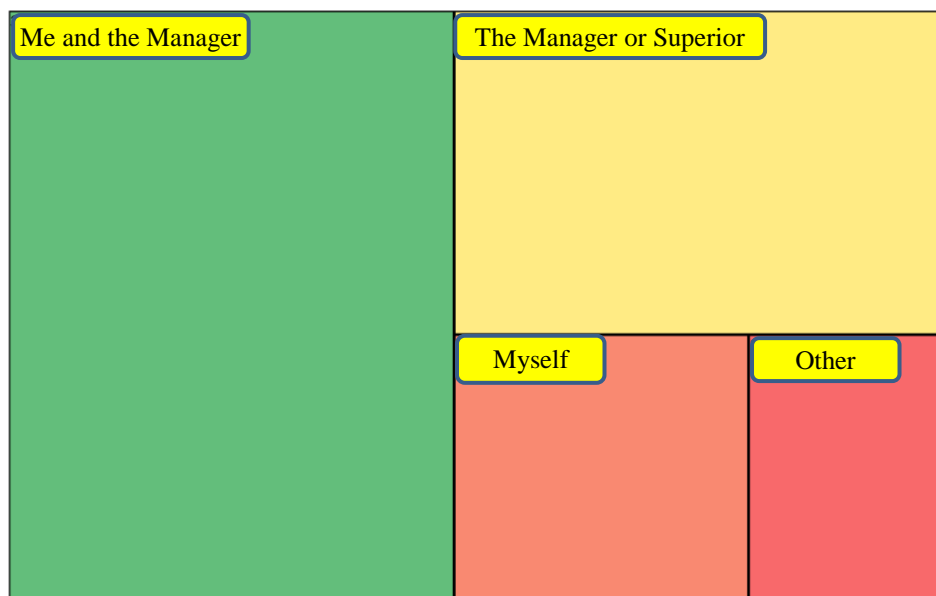 Me and the Manager
The Manager or Superior
Myself
Other